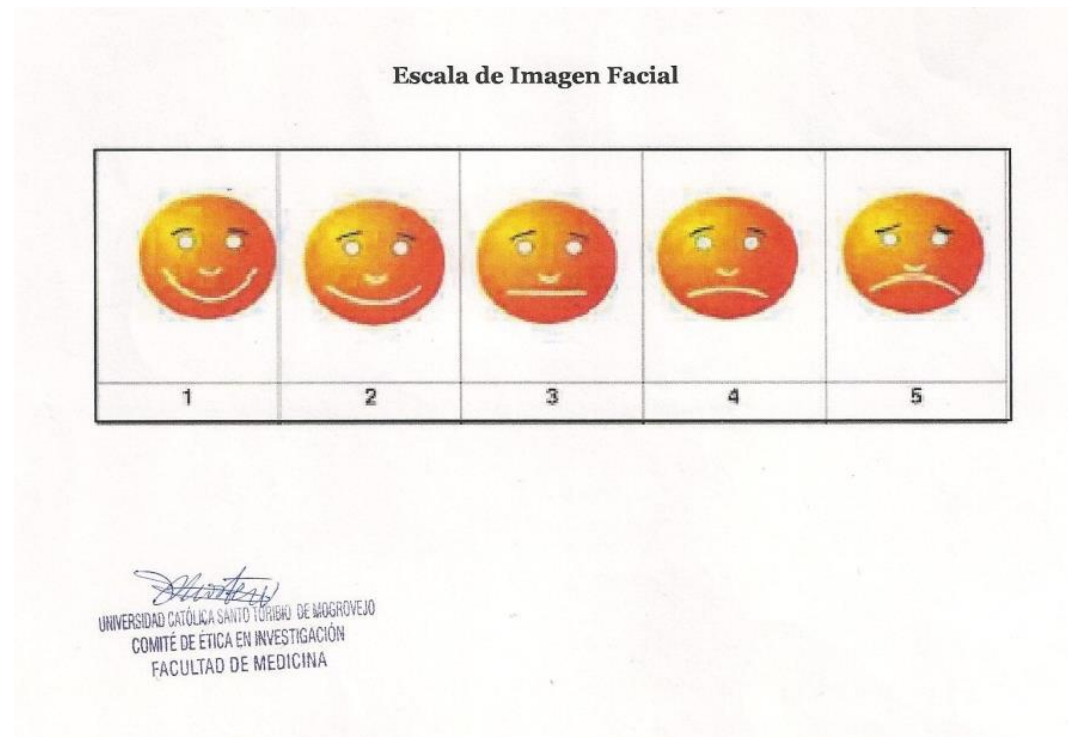 Escala de Imagen Facial
1 2 3 4 5
UNIVERSIDAD CATÓLICA SANTO TORIBIO DE MOGROVEJO
COMITÉ DE ÉTICA EN INVESTIGACIÓN
FACULTAD DE MEDICINA